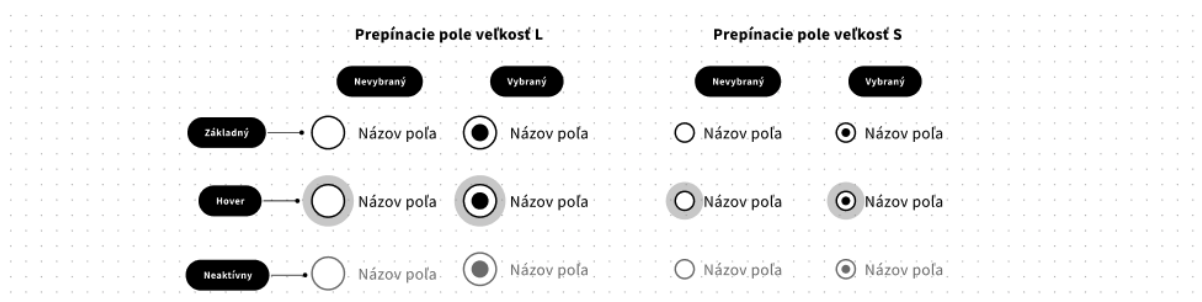 Prepínacie pole veľkosť L
Prepínacie pole veľkosť S
Nevybraný
Vybraný
Nevybraný
Vybraný
Základný
Názov poľa
Názov poľa
Názov poľa
Názov poľa
Hover
Názov poľa
Názov poľa
Názov poľa
Názov poľa
Neaktívny
Názov poľa
Názov poľa
Názov poľa
Názov poľa